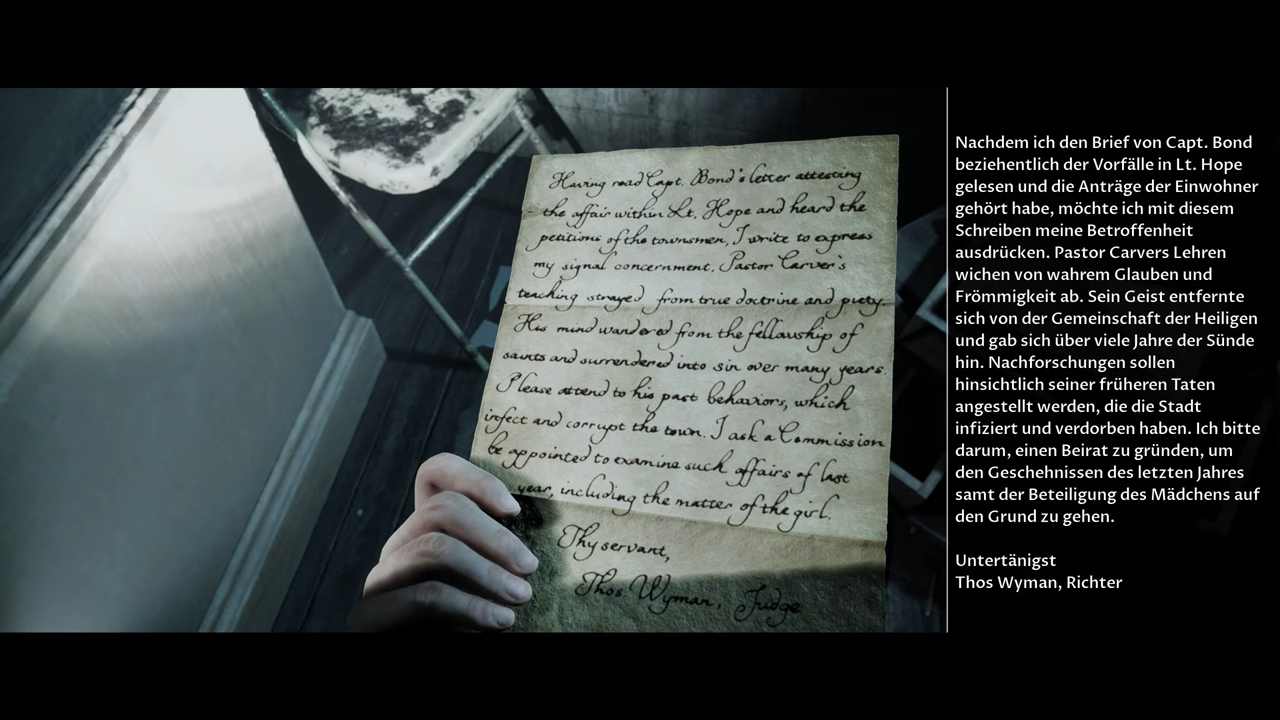 Having read Capt. Bond's letter attesting
the affair within Lt. Hope and heard the
petitions of the townsmen, I write to express
my signal concernment. Pastor Carver's
teaching strayed from true doctrine and piety.
His mind wandered from the fellowship of
saints and surrendered into sin over many years.
Please attend to his past behaviors, which
infect and corrupt the town. I ask a Commission
be appointed to examine such affairs of last
year, including the matter of the girl.
Thy servant,
Thos Wyman, Judge
Nachdem ich den Brief von Capt. Bond
beziehentlich der Vorfälle in Lt. Hope
gelesen und die Anträge der Einwohner
gehört habe, möchte ich mit diesem
Schreiben meine Betroffenheit
ausdrücken. Pastor Carvers Lehren
wichen von wahrem Glauben und
Frömmigkeit ab. Sein Geist entfernte
sich von der Gemeinschaft der Heiligen
und gab sich über viele Jahre der Sünde
hin. Nachforschungen sollen
hinsichtlich seiner früheren Taten
angestellt werden, die die Stadt
infiziert und verdorben haben. Ich bitte
darum, einen Beirat zu gründen, um
den Geschehnissen des letzten Jahres
samt der Beteiligung des Mädchens auf
den Grund zu gehen.
Untertänigst
Thos Wyman, Richter